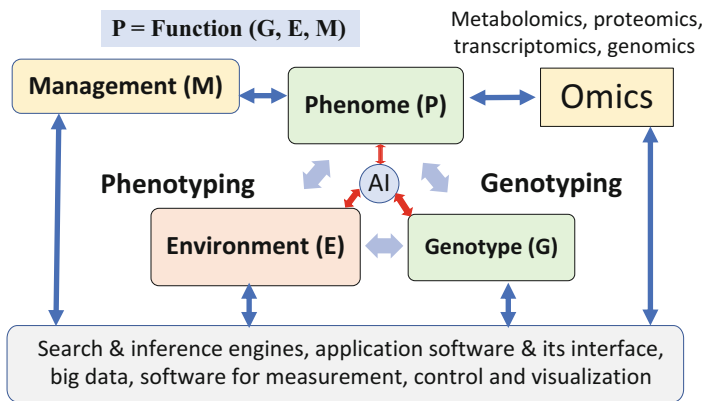 Metabolomics, proteomics,
transcriptomics, genomics
P = Function (G, E, M)
Management (M)
Phenome (P)
Omics
Phenotyping
AI
Genotyping
Environment (E)
Genotype (G)
Search & inference engines, application software & its interface,
big data, software for measurement, control and visualization